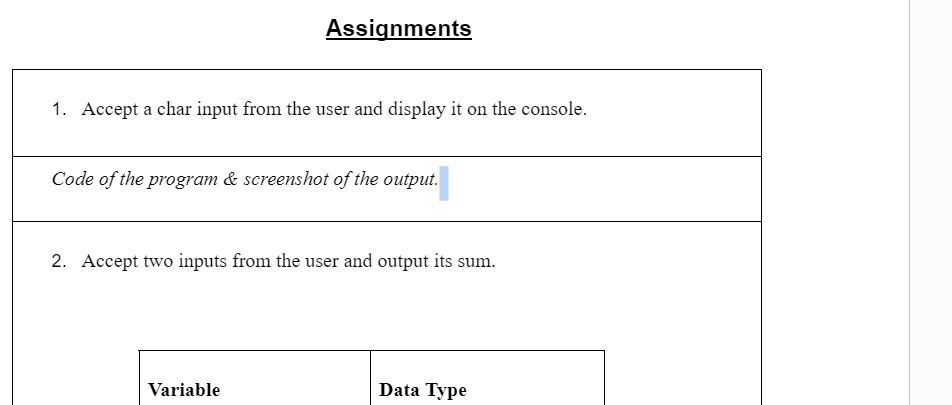 Assignments
1. Accept a char input from the user and display it on the console.
Code of the program & screenshot of the output.
2. Accept two inputs from the user and output its sum.
Variable Data Type